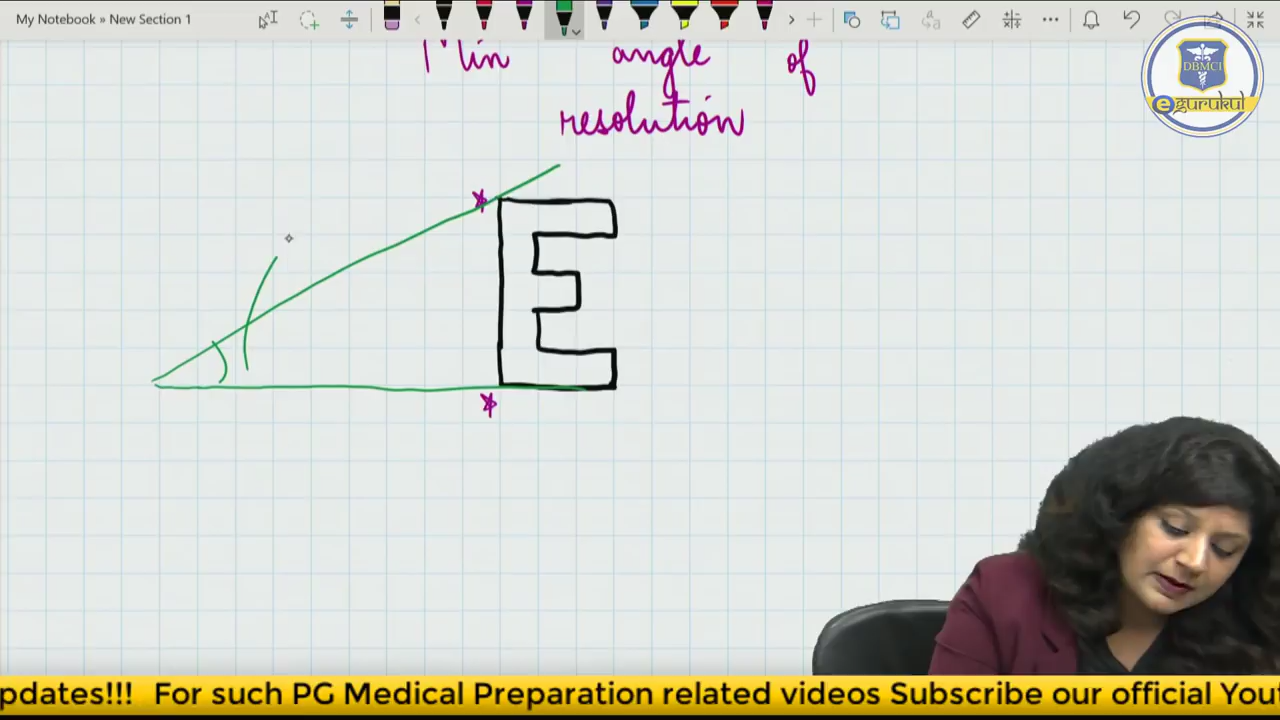 My Notebook » New Section 1
Min angle of
resolution
E
DBMCI
egurukul
pdates!!! For such PG Medical Preparation related videos Subscribe our official You